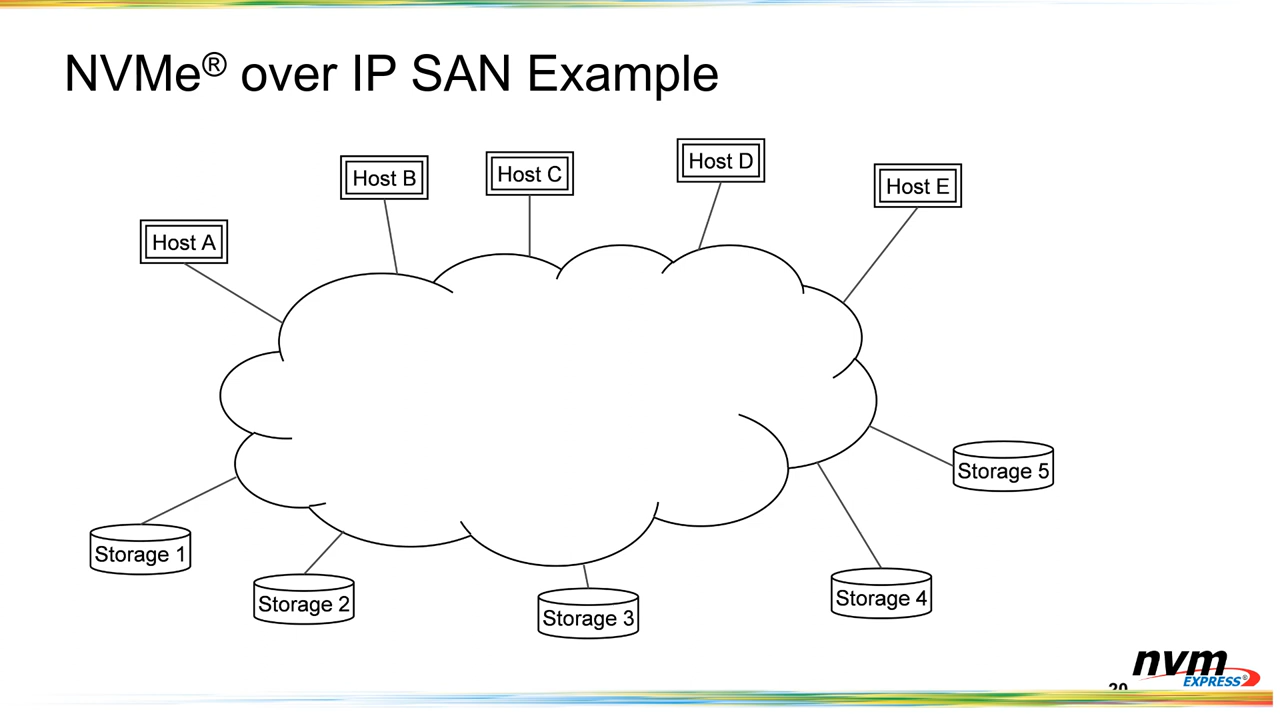 NVMe® over IP SAN Example
Host A
Host B
Host C
Host D
Host E
Storage 1
Storage 2
Storage 3
Storage 4
Storage 5
nvm
EXPRESS®
20